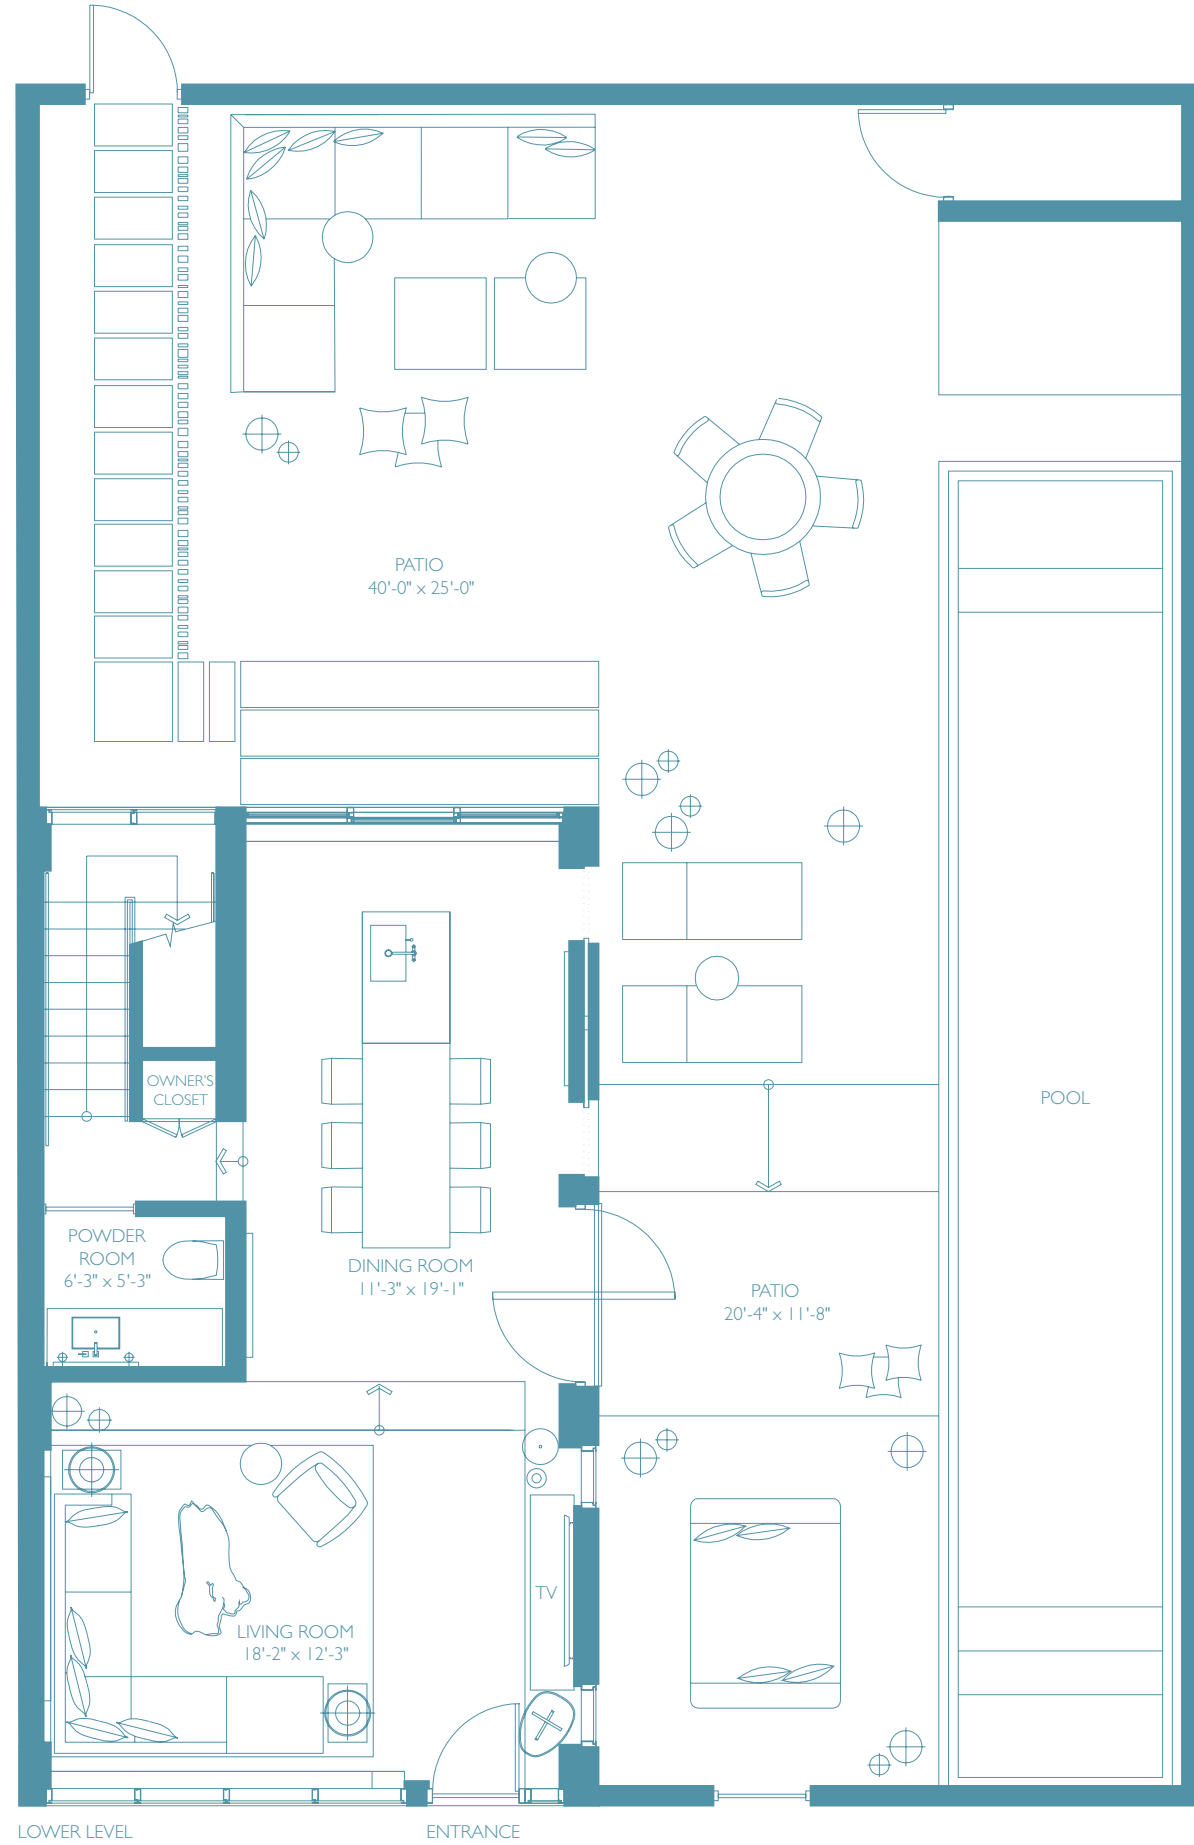 PATIO
40'-0" x 25'-0"
OWNER'S
CLOSET
POOL
POWDER
ROOM
6'-3" x 5'-3"
DINING ROOM
11'-3" x 19'-1"
PATIO
20'-4" x 11'-8"
TV
LIVING ROOM
18'-2" x 12'-3"
LOWER LEVEL
ENTRANCE